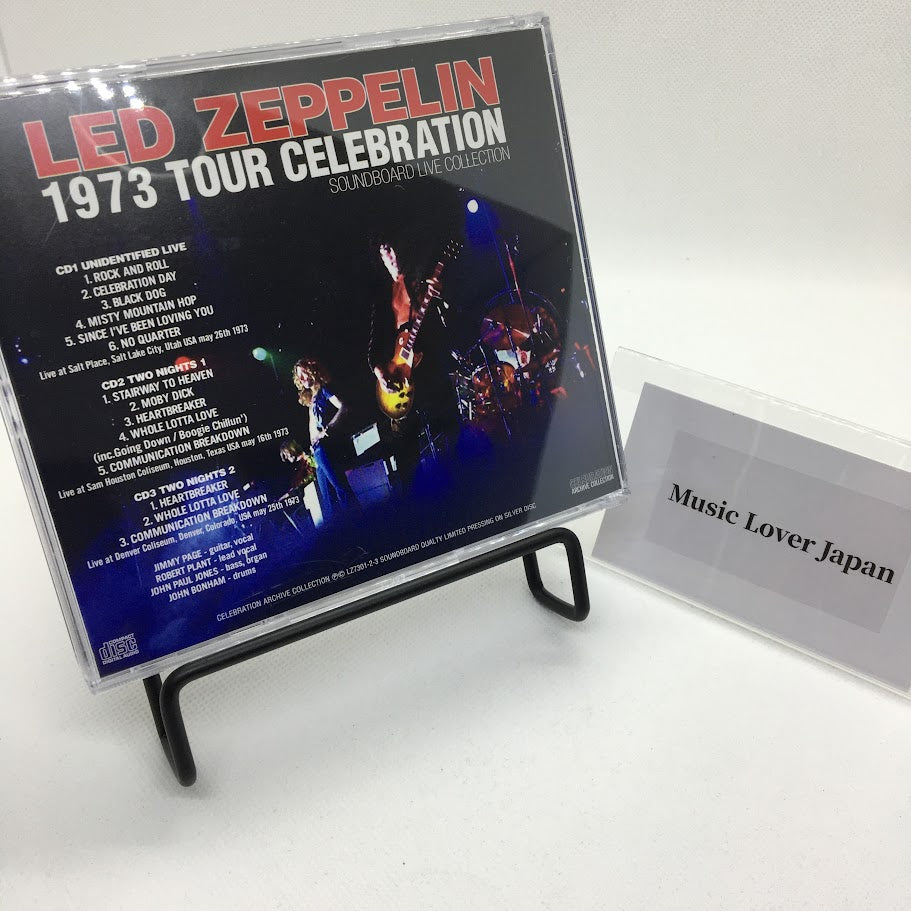 LED ZEPPELIN
1973 TOUR CELEBRATION
SOUNDBOARD LIVE COLLECTION
CD1 UNIDENTIFIED LIVE
1. ROCK AND ROLL
2. CELEBRATION DAY
3. BLACK DOG
4. MISTY MOUNTAIN HOP
5. SINCE I'VE BEEN LOVING YOU
6. NO QUARTER
Live at Salt Place, Salt Lake City, Utah USA may 26th 1973
CD2 TWO NIGHTS 1
1. STAIRWAY TO HEAVEN
2. MOBY DICK
3. HEARTBREAKER
4. WHOLE LOTTA LOVE
(inc.Going Down / Boogie Chillun')
5. COMMUNICATION BREAKDOWN
Live at Sam Houston Coliseum, Houston, Texas USA may 16th 1973
CD3 TWO NIGHTS 2
1. HEARTBREAKER
2. WHOLE LOTTA LOVE
3. COMMUNICATION BREAKDOWN
Live at Denver Coliseum, Denver, Colorado, USA may 25th 1973
JIMMY PAGE - guitar, vocal
ROBERT PLANT - lead vocal
JOHN PAUL JONES - bass, organ
JOHN BONHAM - drums
CELEBRATION
ARCHIVE COLLECTION
CELEBRATION ARCHIVE COLLECTION ℗© LZ7301-2-3 SOUNDBOARD QUALTY LIMITED PRESSING ON SILVER DISC
COMPACT
disc
DIGITAL AUDIO
Music Lover Japan